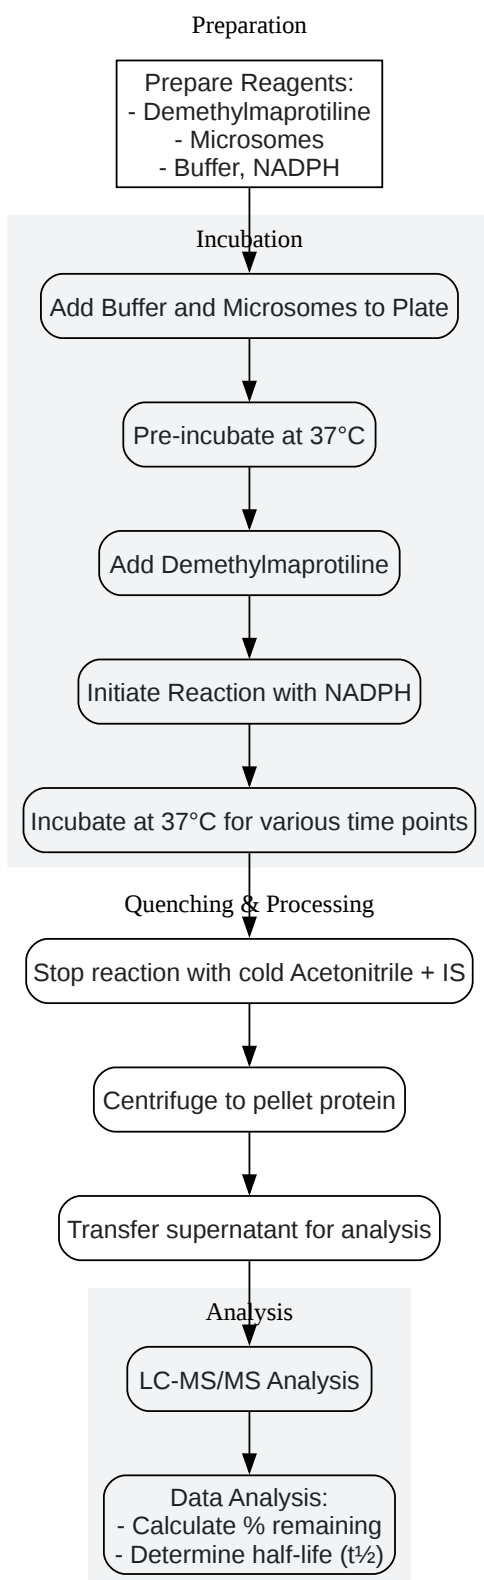 Preparation
Prepare Reagents:
- Demethylmaprotiline
- Microsomes
- Buffer, NADPH
Incubation
Add Buffer and Microsomes to Plate
Pre-incubate at 37°C
Add Demethylmaprotiline
Initiate Reaction with NADPH
Incubate at 37°C for various time points
Quenching & Processing
Stop reaction with cold Acetonitrile + IS
Centrifuge to pellet protein
Transfer supernatant for analysis
Analysis
LC-MS/MS Analysis
Data Analysis:
- Calculate % remaining
- Determine half-life (t½)